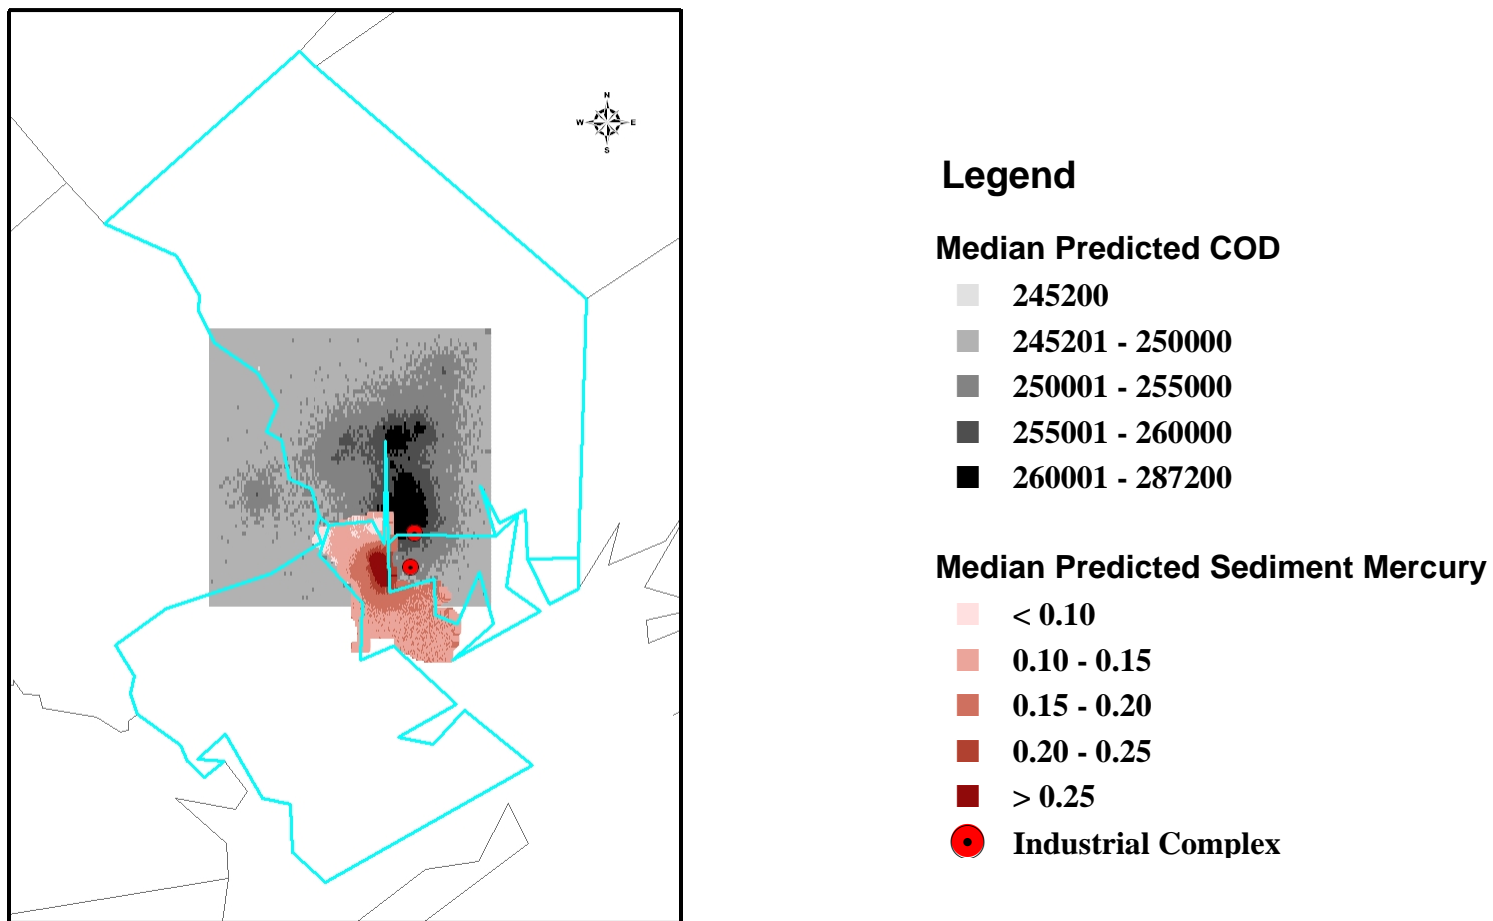 N
W E
S
Legend
Median Predicted COD
245200
245201 - 250000
250001 - 255000
255001 - 260000
260001 - 287200
Median Predicted Sediment Mercury
< 0.10
0.10 - 0.15
0.15 - 0.20
0.20 - 0.25
> 0.25
Industrial Complex